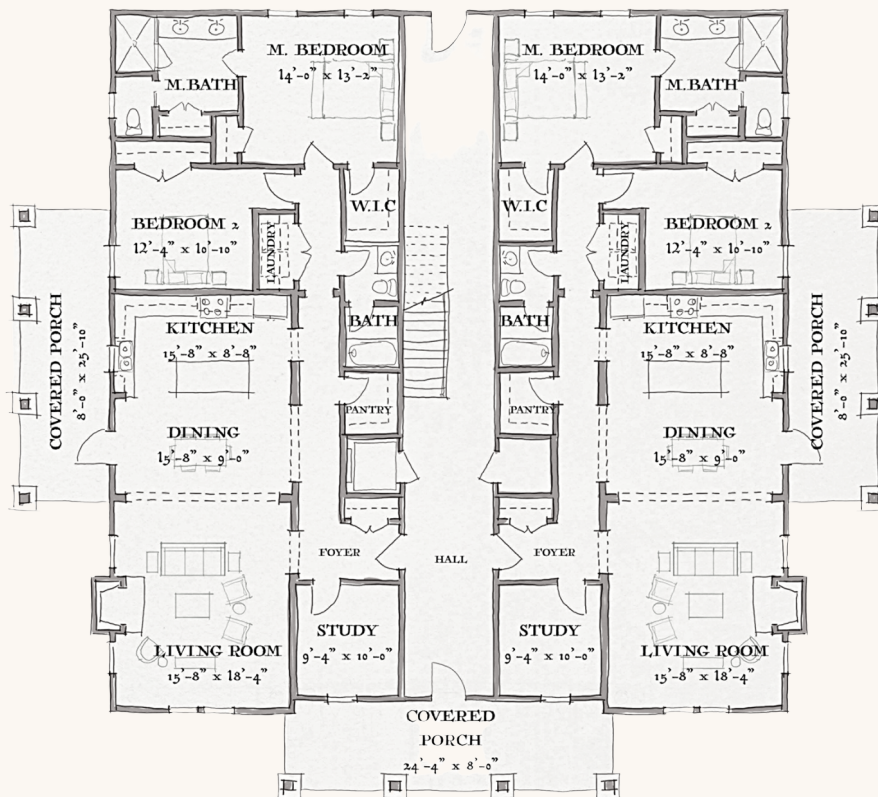 M. BEDROOM
14'-0" x 13'-2"
M. BATH
W.I.C
BEDROOM 2
12'-4" x 10'-10"
LAUNDRY
COVERED PORCH
8'-0" x 25'-10"
KITCHEN
15'-8" x 8'-8"
BATH
PANTRY
DINING
15'-8" x 9'-0"
FOYER
STUDY
9'-4" x 10'-0"
LIVING ROOM
15'-8" x 18'-4"
HALL
M. BEDROOM
14'-0" x 13'-2"
M. BATH
W.I.C
BEDROOM 2
12'-4" x 10'-10"
LAUNDRY
COVERED PORCH
8'-0" x 25'-10"
KITCHEN
15'-8" x 8'-8"
BATH
PANTRY
DINING
15'-8" x 9'-0"
FOYER
STUDY
9'-4" x 10'-0"
LIVING ROOM
15'-8" x 18'-4"
COVERED
PORCH
24'-4" x 8'-0"